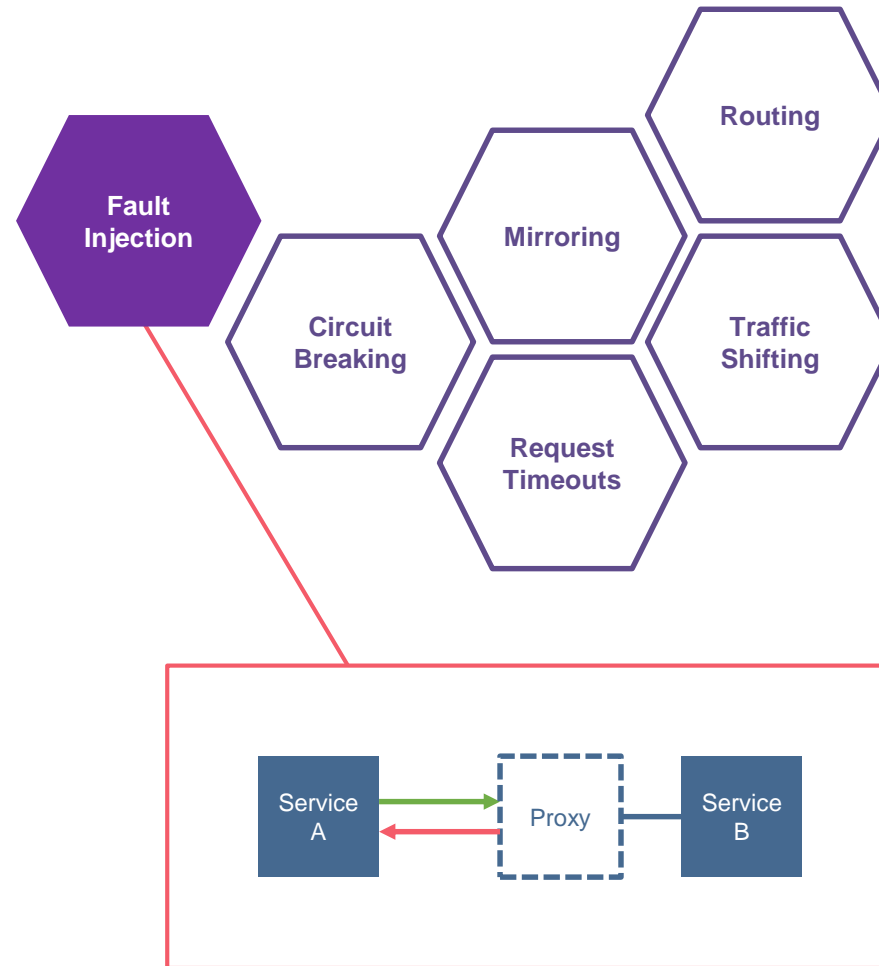 Routing
Fault
Injection
Mirroring
Circuit
Breaking
Traffic
Shifting
Request
Timeouts
Service
A
Proxy
Service
B